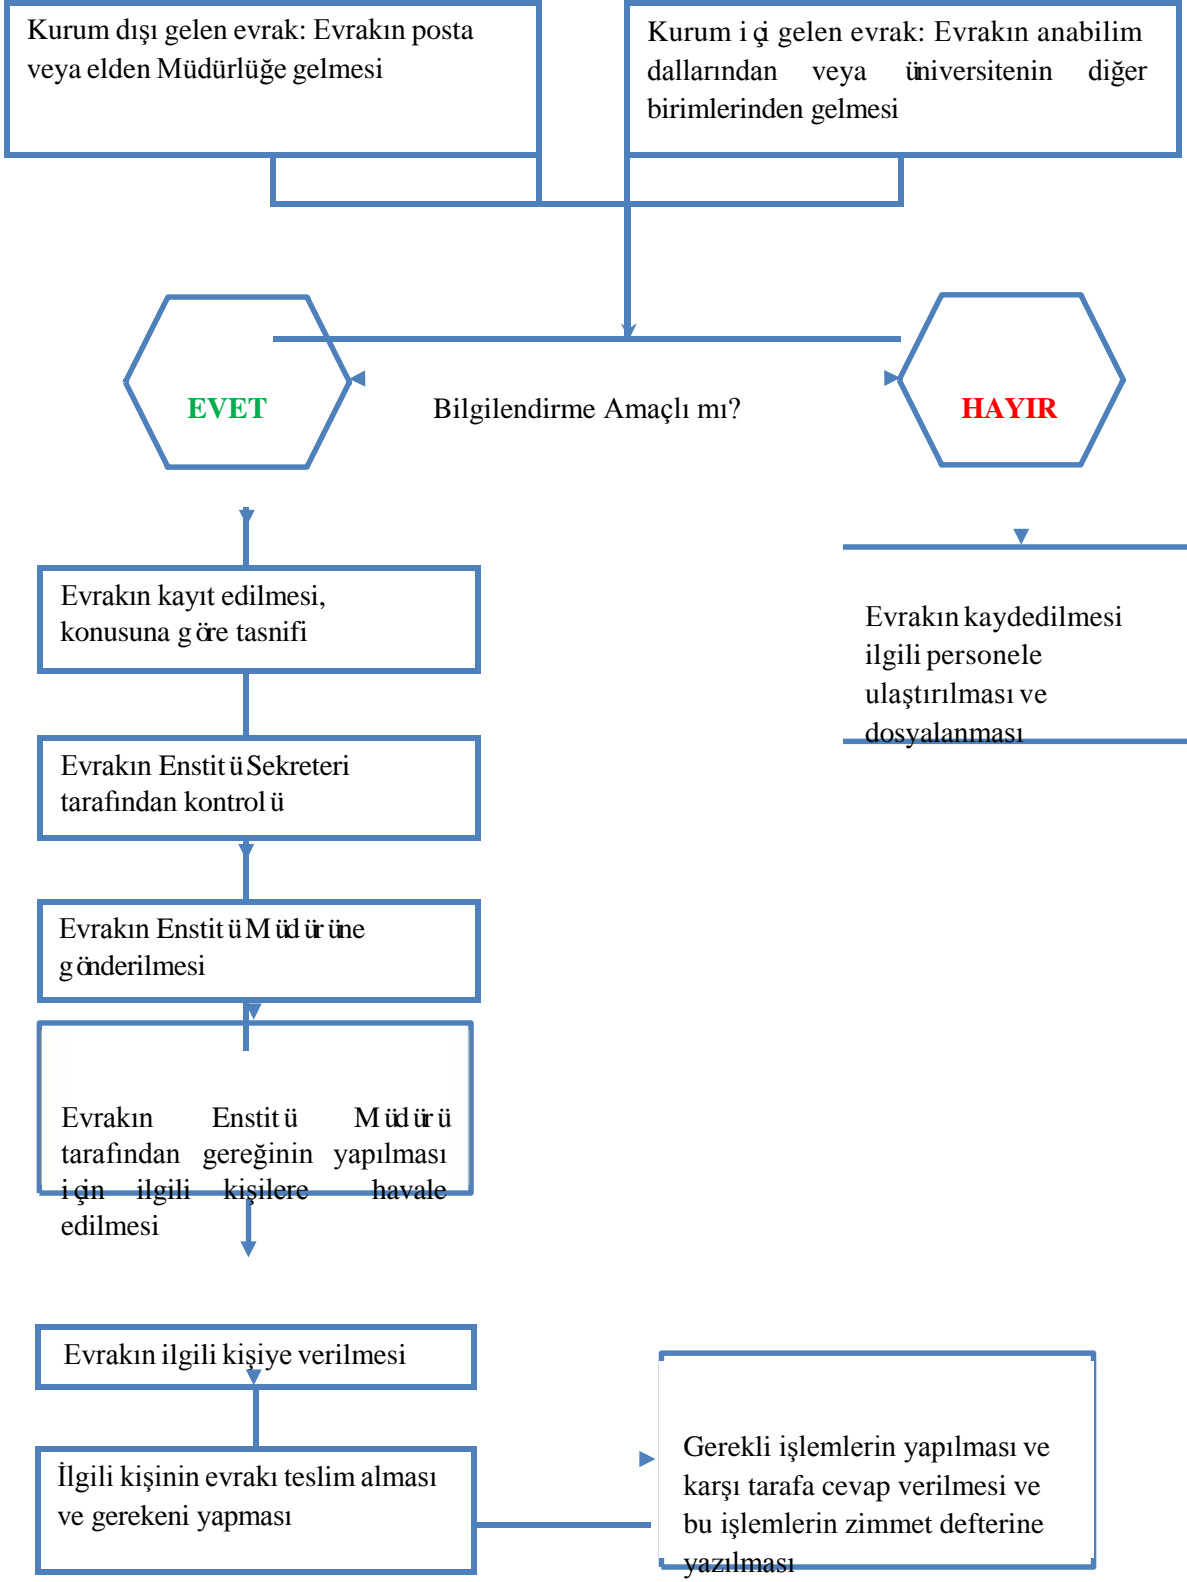 Kurum dışı gelen evrak: Evrakın posta
veya elden Müdürlüğe gelmesi
Kurum içi gelen evrak: Evrakın anabilim
dallarından veya üniversitenin diğer
birimlerinden gelmesi
EVET
Bilgilendirme Amaçlı mı?
HAYIR
Evrakın kayıt edilmesi,
konusuna göre tasnifi
Evrakın kaydedilmesi
ilgili personele
ulaştırılması ve
dosyalanması
Evrakın Enstitü Sekreteri
tarafından kontrolü
Evrakın Enstitü Müdürüne
gönderilmesi
Evrakın Enstitü Müdürü
tarafından gereğinin yapılması
için ilgili kişilere havale
edilmesi
Evrakın ilgili kişiye verilmesi
İlgili kişinin evrakı teslim alması
ve gerekeni yapması
Gerekli işlemlerin yapılması ve
karşı tarafa cevap verilmesi ve
bu işlemlerin zimmet defterine
yazılması